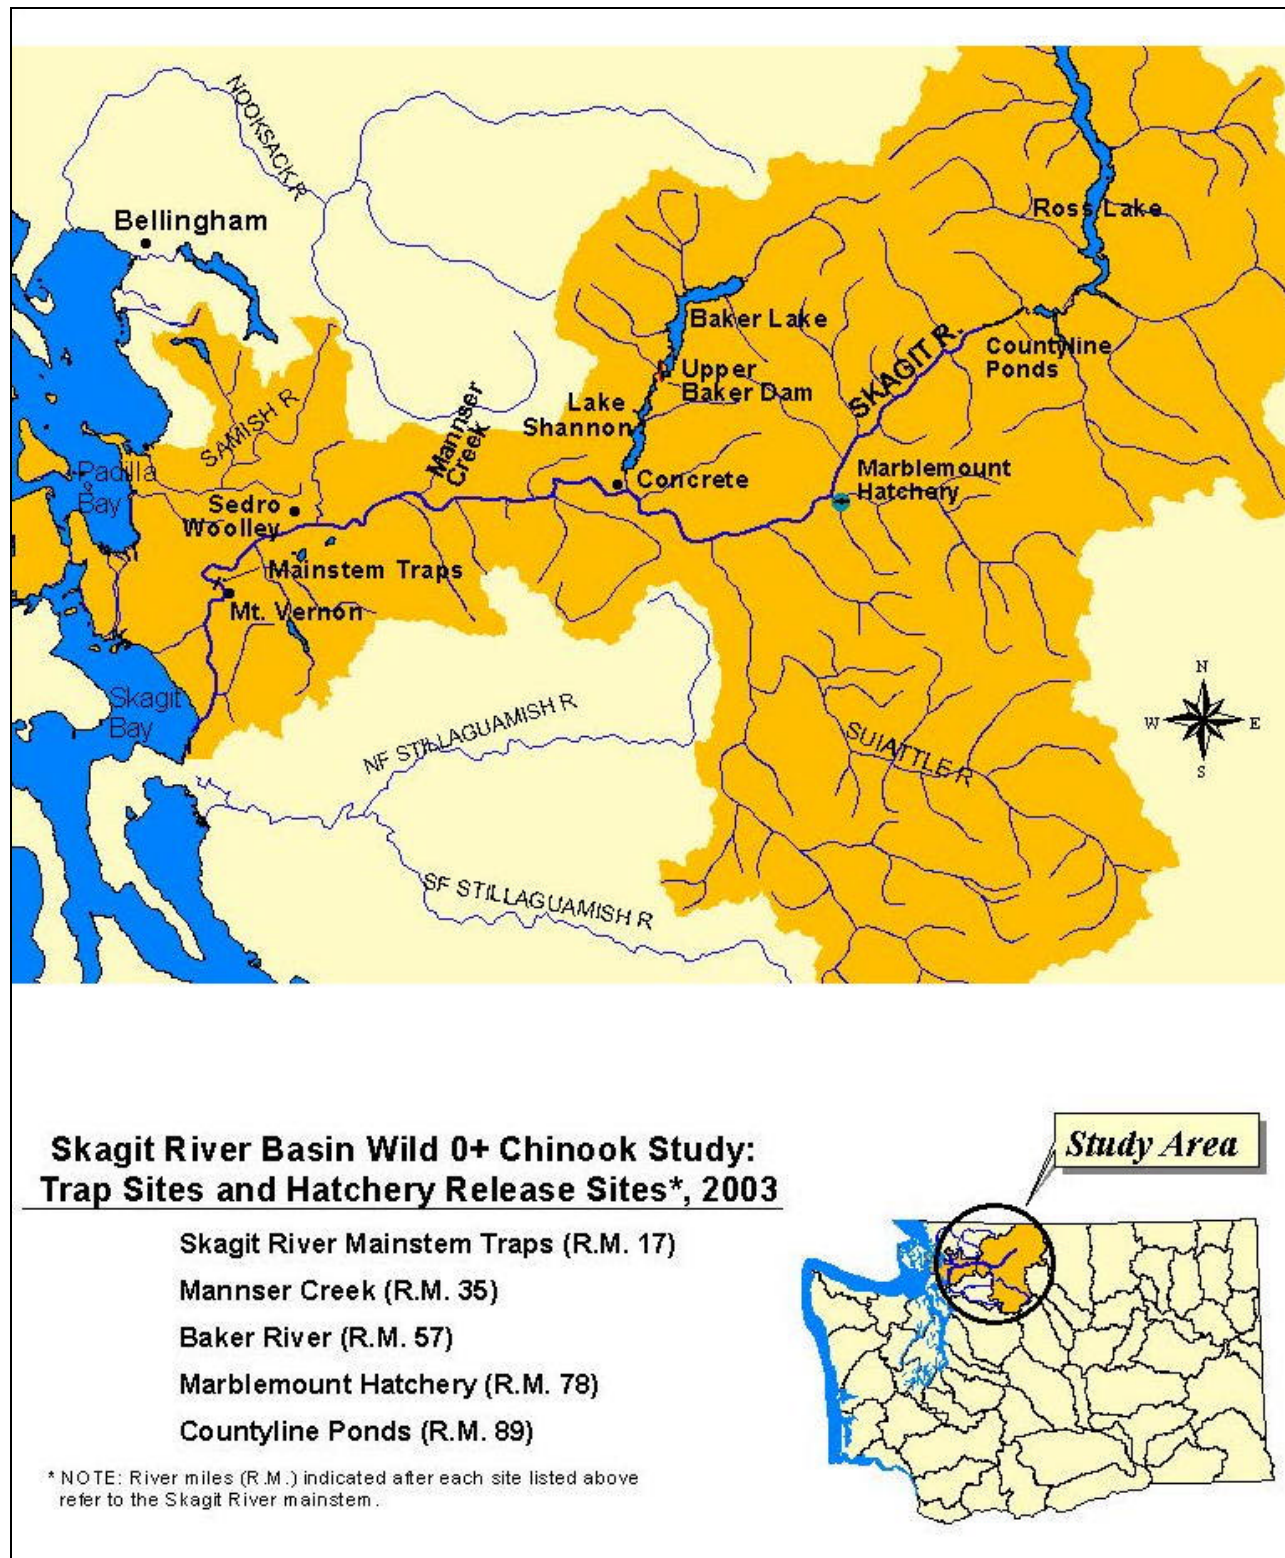 NOOKSACK R
Bellingham
Ross Lake
Baker Lake
SKAGIT R.
Countyline
Ponds
Upper
Baker Dam
Lake
Shannon
Mannser
Creek
SAMISH R
Padilla
Bay
Marblemount
Hatchery
Concrete
Sedro
Woolley
Mainstem Traps
Mt. Vernon
Skagit
Bay
NF STILLAGUAMISH R
SUIATTLE R
SF STILLAGUAMISH R
N
W E
S
Skagit River Basin Wild 0+ Chinook Study:
Trap Sites and Hatchery Release Sites*, 2003
Skagit River Mainstem Traps (R.M. 17)
Mannser Creek (R.M. 35)
Baker River (R.M. 57)
Marblemount Hatchery (R.M. 78)
Countyline Ponds (R.M. 89)
* NOTE: River miles (R.M.) indicated after each site listed above
refer to the Skagit River mainstem.
Study Area